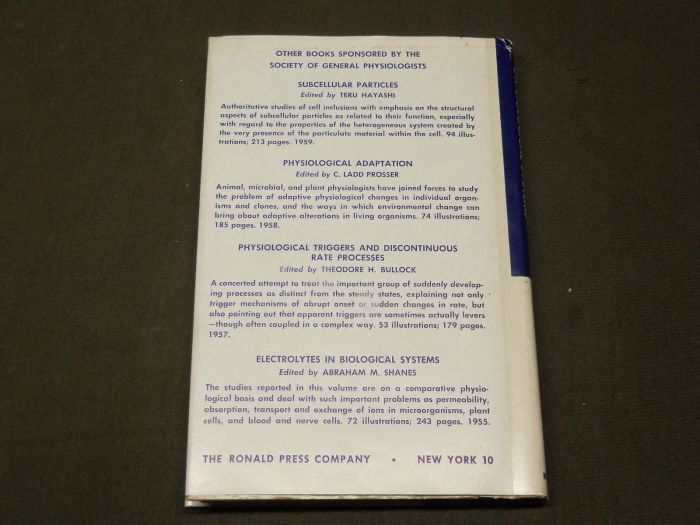 OTHER BOOKS SPONSORED BY THE
SOCIETY OF GENERAL PHYSIOLOGISTS
SUBCELLULAR PARTICLES
Edited by TERU HAYASHI
Authoritative studies of cell inclusions with emphasis on the structural
aspects of subcellular particles as related to their function, especially
with regard to the properties of the heterogeneous system created by
the very presence of the particulate material within the cell. 94 illus-
trations; 213 pages. 1959.
PHYSIOLOGICAL ADAPTATION
Edited by C. LADD PROSSER
Animal, microbial, and plant physiologists have joined forces to study
the problem of adaptive physiological changes in individual organ-
isms and clones, and the ways in which environmental change can
bring about adaptive alterations in living organisms. 74 illustrations;
185 pages. 1958.
PHYSIOLOGICAL TRIGGERS AND DISCONTINUOUS
RATE PROCESSES
Edited by THEODORE H. BULLOCK
A concerted attempt to treat the important group of suddenly develop-
ing processes as distinct from the steady states, explaining not only
trigger mechanisms of abrupt onset or sudden changes in rate, but
also pointing out that apparent triggers are sometimes actually levers
—though often coupled in a complex way. 53 illustrations; 179 pages.
1957.
ELECTROLYTES IN BIOLOGICAL SYSTEMS
Edited by ABRAHAM M. SHANES
The studies reported in this volume are on a comparative physio-
logical basis and deal with such important problems as permeability,
absorption, transport and exchange of ions in microorganisms, plant
cells, and blood and nerve cells. 72 illustrations; 243 pages. 1955.
THE RONALD PRESS COMPANY • NEW YORK 10